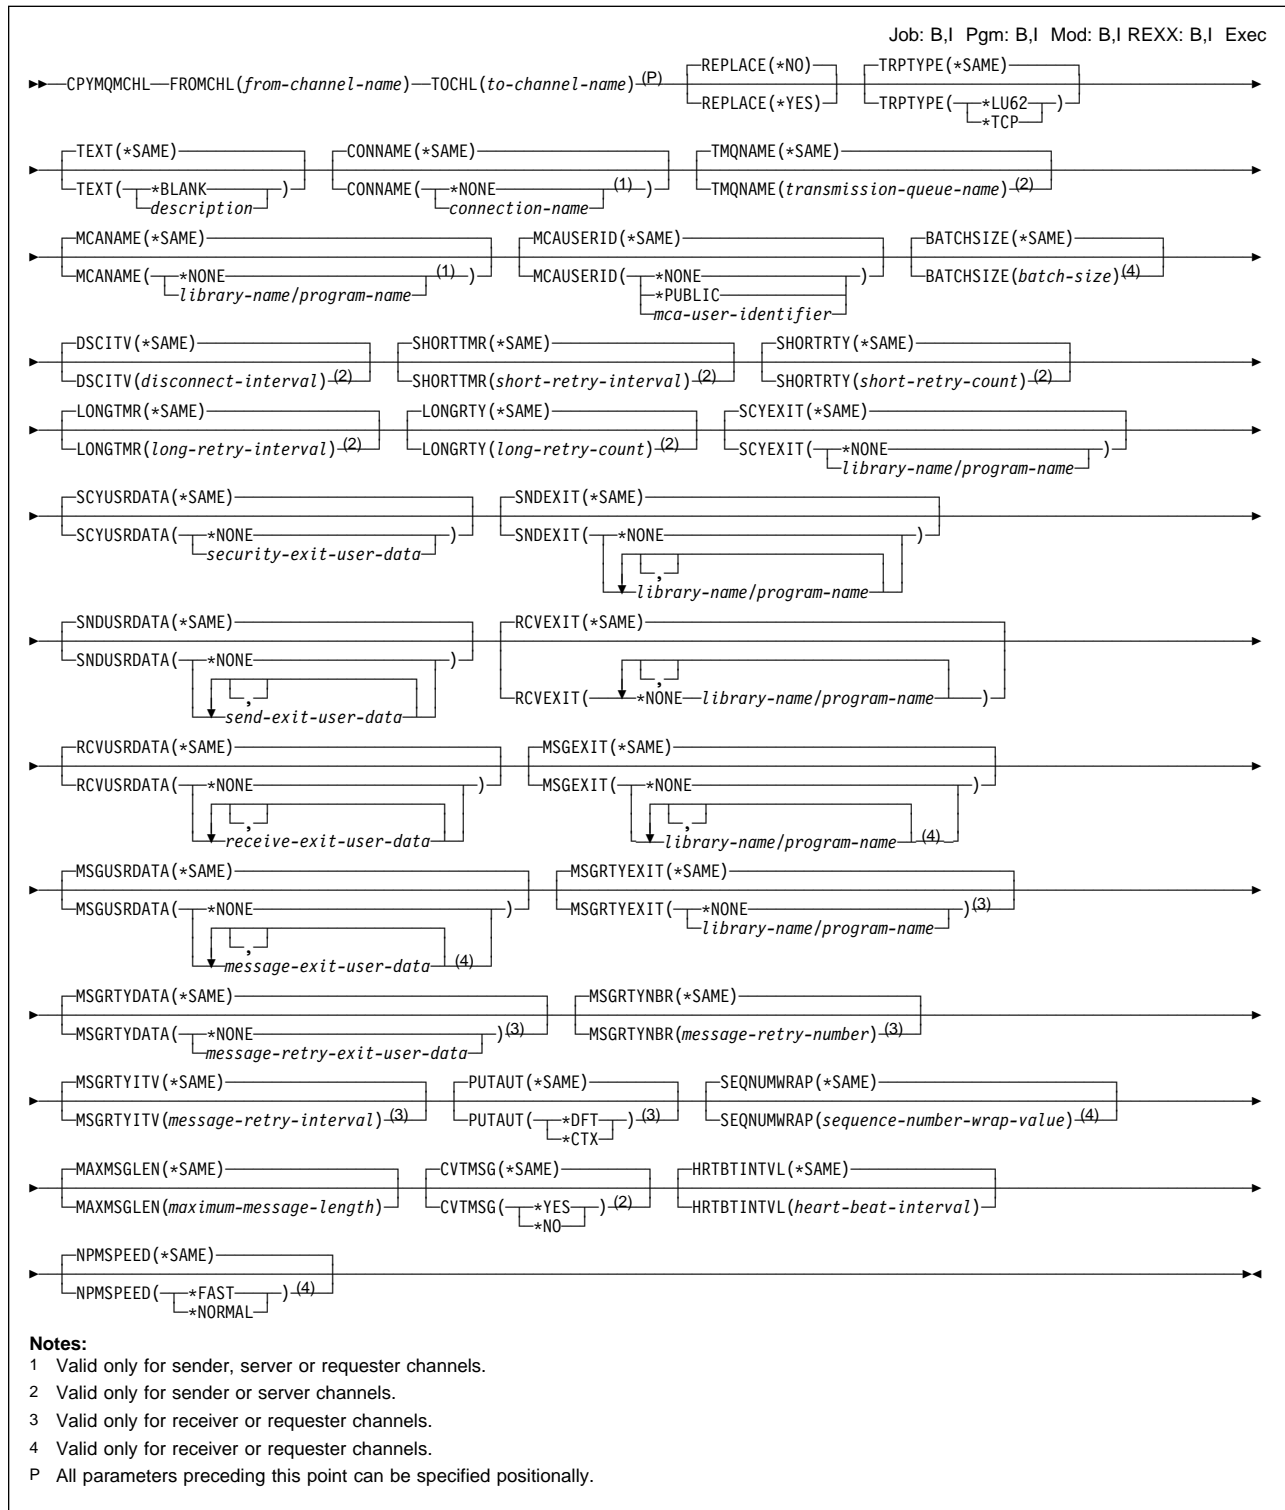 Job: B,I Pgm: B,I Mod: B,I REXX: B,I Exec
REPLACE(*NO) TRPTYPE(*SAME)
CPYMQMCHL FROMCHL(from-channel-name) TOCHL(to-channel-name) (P)
REPLACE(*YES) TRPTYPE( *LU62 )
*TCP
TEXT(*SAME) CONNAME(*SAME) TMQNAME(*SAME)
TEXT( *BLANK ) CONNAME( *NONE (1) ) TMQNAME(transmission-queue-name) (2)
description connection-name
MCANAME(*SAME) MCAUSERID(*SAME) BATCHSIZE(*SAME)
MCANAME( *NONE (1) ) MCAUSERID( *NONE ) BATCHSIZE(batch-size) (4)
library-name/program-name *PUBLIC
mca-user-identifier
DSCITV(*SAME) SHORTTMR(*SAME) SHORTRTY(*SAME)
DSCITV(disconnect-interval) (2) SHORTTMR(short-retry-interval) (2) SHORTRTY(short-retry-count) (2)
LONGTMR(*SAME) LONGRTY(*SAME) SCYEXIT(*SAME)
LONGTMR(long-retry-interval) (2) LONGRTY(long-retry-count) (2) SCYEXIT( *NONE )
library-name/program-name
SCYUSRDATA(*SAME) SNDEXIT(*SAME)
SCYUSRDATA( *NONE ) SNDEXIT( *NONE )
security-exit-user-data ,
library-name/program-name
SNDUSRDATA(*SAME) RCVEXIT(*SAME)
SNDUSRDATA( *NONE )
, ,
RCVEXIT( *NONE library-name/program-name )
send-exit-user-data
RCVUSRDATA(*SAME) MSGEXIT(*SAME)
RCVUSRDATA( *NONE ) MSGEXIT( *NONE )
, ,
receive-exit-user-data library-name/program-name (4)
MSGUSRDATA(*SAME) MSGRTYEXIT(*SAME)
MSGUSRDATA( *NONE ) MSGRTYEXIT( *NONE ) (3)
, library-name/program-name
message-exit-user-data (4)
MSGRTYDATA(*SAME) MSGRTYNBR(*SAME)
MSGRTYDATA( *NONE ) (3) MSGRTYNBR(message-retry-number) (3)
message-retry-exit-user-data
MSGRTYITV(*SAME) PUTAUT(*SAME) SEQNUMWRAP(*SAME)
MSGRTYITV(message-retry-interval) (3) PUTAUT( *DFT ) (3) SEQNUMWRAP(sequence-number-wrap-value) (4)
*CTX
MAXMSGLEN(*SAME) CVTMSG(*SAME) HRTBTINTVL(*SAME)
MAXMSGLEN(maximum-message-length) CVTMSG( *YES ) (2) HRTBTINTVL(heart-beat-interval)
*NO
NPMSPEED(*SAME)
NPMSPEED( *FAST ) (4)
*NORMAL
Notes:
1 Valid only for sender, server or requester channels.
2 Valid only for sender or server channels.
3 Valid only for receiver or requester channels.
4 Valid only for receiver or requester channels.
P All parameters preceding this point can be specified positionally.